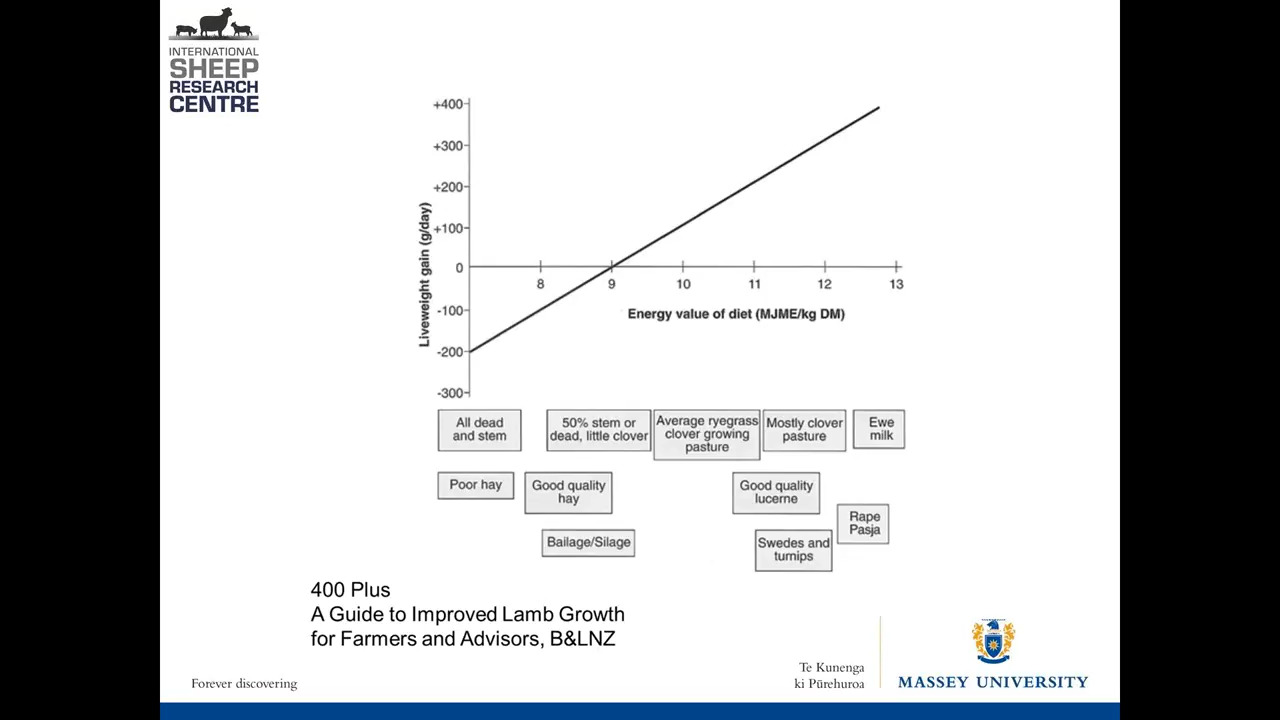 INTERNATIONAL
SHEEP
RESEARCH
CENTRE
+400
+300
+200
+100
0
-100
-200
-300
Liveweight gain (g/day)
8 9 10 11 12 13
Energy value of diet (MJME/kg DM)
All dead
and stem
50% stem or
dead, little clover
Average ryegrass
clover growing
pasture
Mostly clover
pasture
Ewe
milk
Poor hay
Good quality
hay
Good quality
lucerne
Rape
Pasja
Bailage/Silage
Swedes and
turnips
400 Plus
A Guide to Improved Lamb Growth
for Farmers and Advisors, B&LNZ
Forever discovering
Te Kunenga
ki Pūrehuroa
MASSEY UNIVERSITY